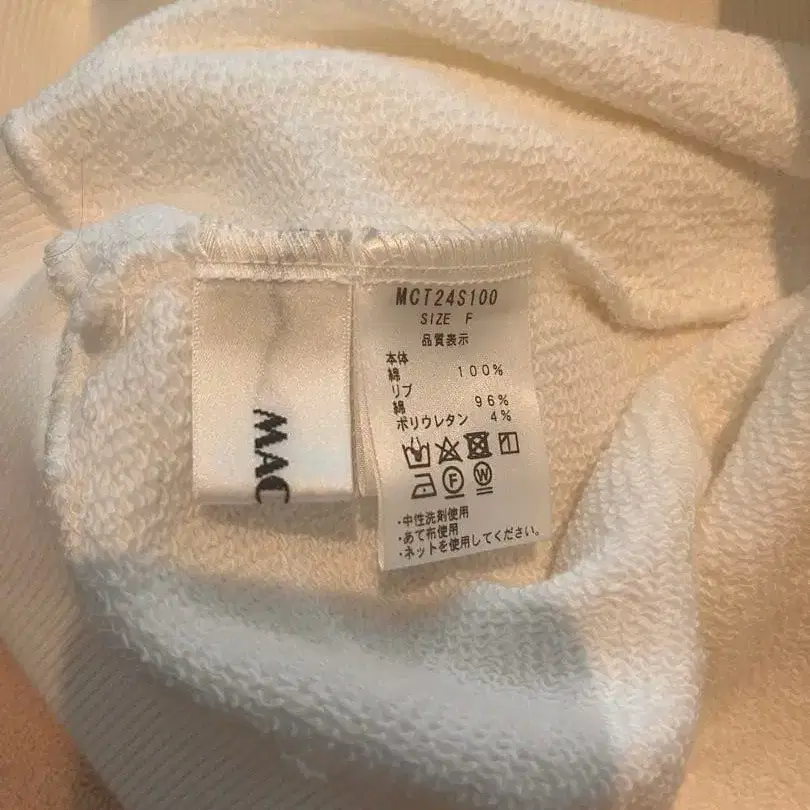 MAC
MCT24S100
SIZE F
品質表示
本体
綿 100%
リブ
綿 96%
ポリウレタン 4%
F W
・中性洗剤使用
・あて布使用
・ネットを使用してください。